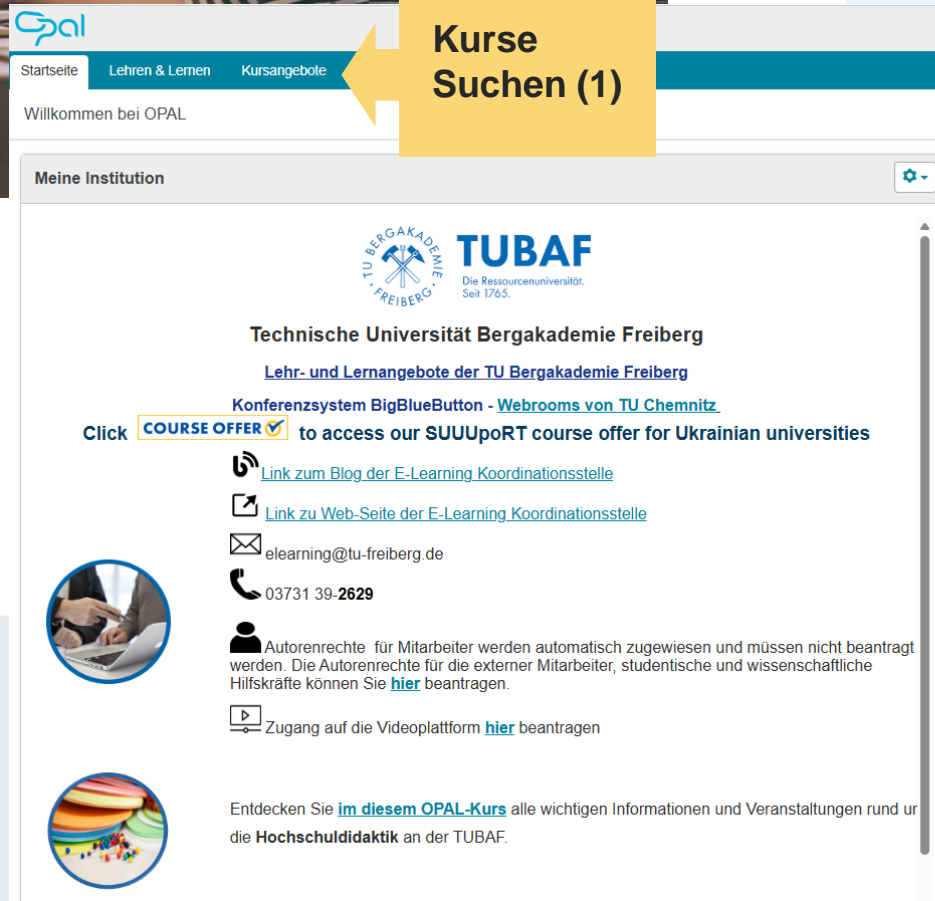 Opal
Kurse
Suchen (1)
Startseite Lehren & Lernen Kursangebote
Willkommen bei OPAL
Meine Institution
TU BERGAKADEMIE FREIBERG
TUBAF
Die Ressourcenuniversität.
Seit 1765.
Technische Universität Bergakademie Freiberg
Lehr- und Lernangebote der TU Bergakademie Freiberg
Konferenzsystem BigBlueButton - Webrooms von TU Chemnitz
Click COURSE OFFER to access our SUUUpoRT course offer for Ukrainian universities
Link zum Blog der E-Learning Koordinationsstelle
Link zu Web-Seite der E-Learning Koordinationsstelle
elearning@tu-freiberg.de
03731 39-2629
Autorenrechte für Mitarbeiter werden automatisch zugewiesen und müssen nicht beantragt
werden. Die Autorenrechte für die externer Mitarbeiter, studentische und wissenschaftliche
Hilfskräfte können Sie hier beantragen.
Zugang auf die Videoplattform hier beantragen
Entdecken Sie im diesem OPAL-Kurs alle wichtigen Informationen und Veranstaltungen rund
die Hochschuldidaktik an der TUBAF.